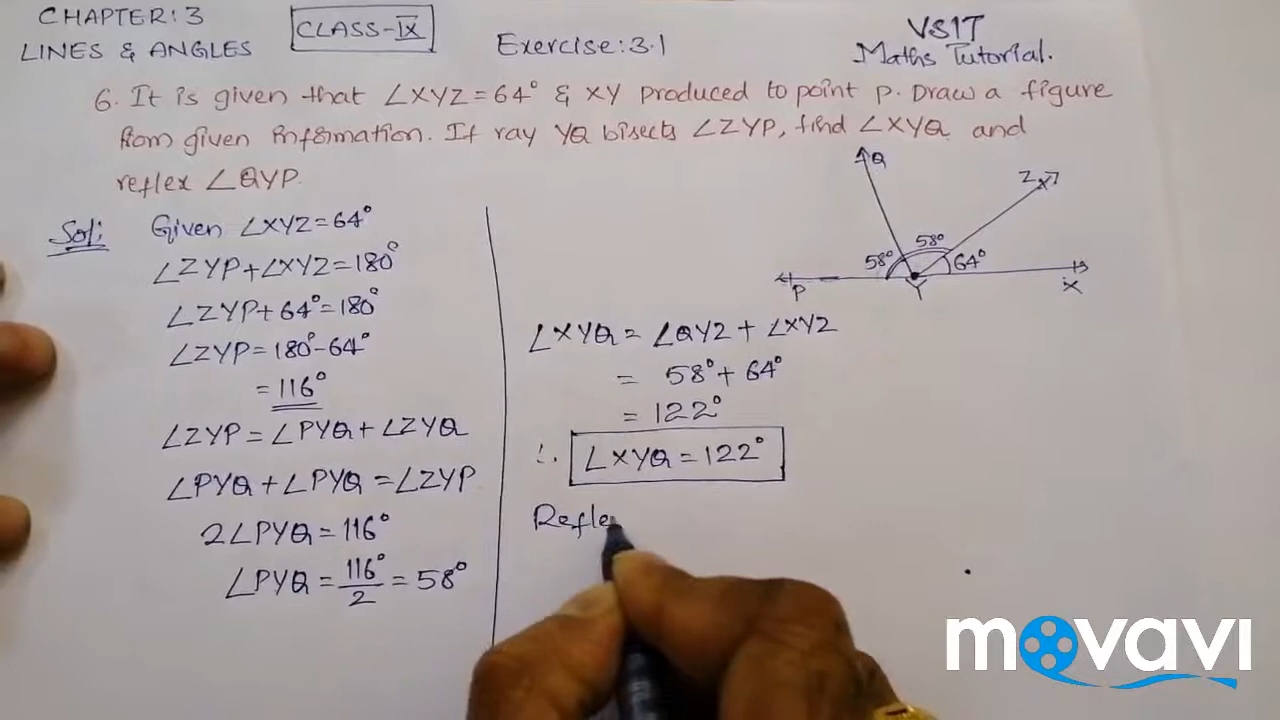 CHAPTER: 3
LINES & ANGLES
CLASS-IX
Exercise: 3.1
VSIT
Maths Tutorial.
6. It is given that ∠XYZ = 64° & XY produced to point P. Draw a figure
from given information. If ray YQ bisects ∠ZYP, find ∠XYQ and
reflex ∠QYP.
Sol:
Given ∠XYZ = 64°
∠ZYP + ∠XYZ = 180°
∠ZYP + 64° = 180°
∠ZYP = 180° - 64°
= 116°
∠ZYP = ∠PYQ + ∠ZYQ
∠PYQ + ∠PYQ = ∠ZYP
2∠PYQ = 116°
∠PYQ = 116°/2 = 58°
Q
Z
58°
58°
64°
P
Y
X
∠XYQ = ∠QYZ + ∠XYZ
= 58° + 64°
= 122°
∴ ∠XYQ = 122°
Refle
movavi